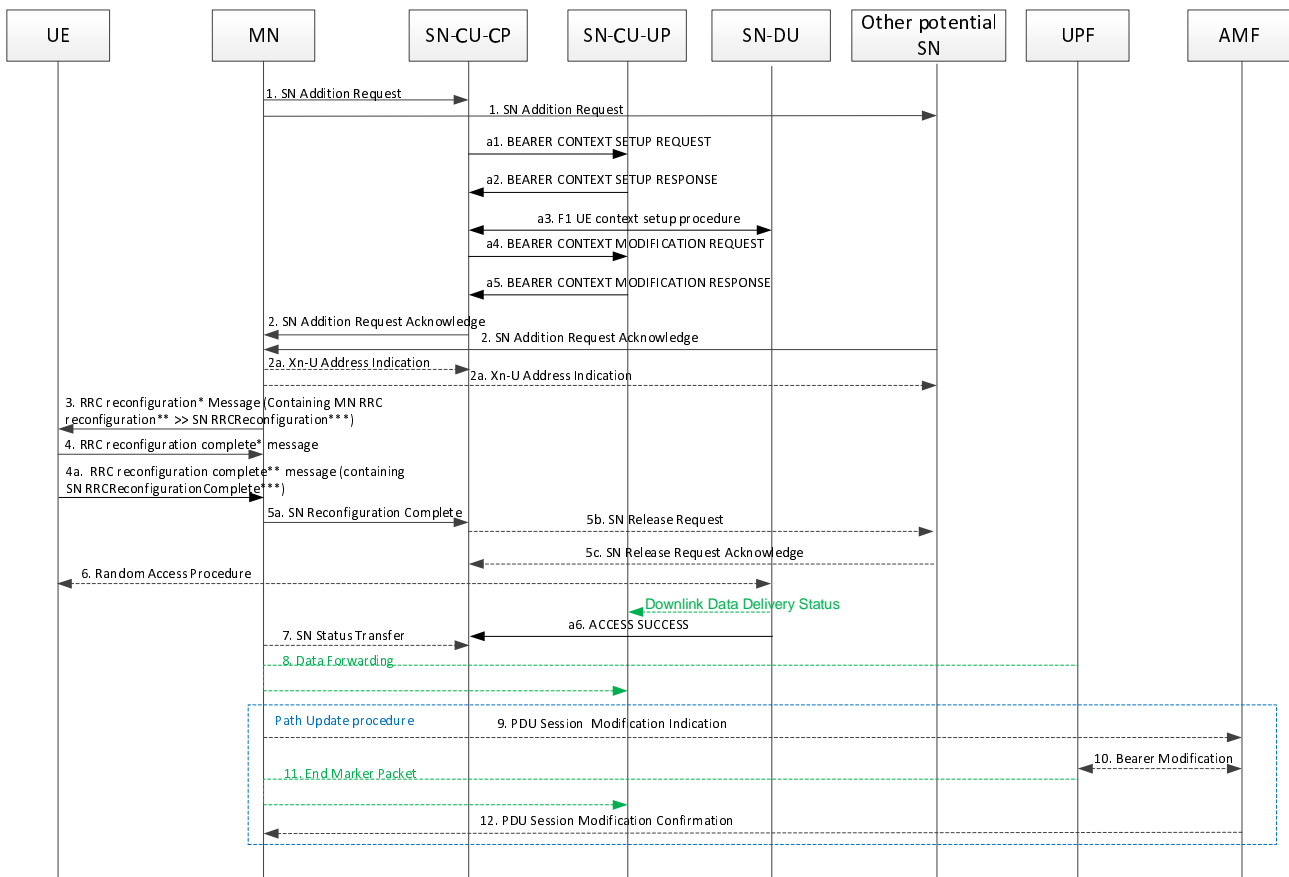 UE
MN
SN-CU-CP
SN-CU-UP
SN-DU
Other potential
SN
UPF
AMF
1. SN Addition Request
1. SN Addition Request
a1. BEARER CONTEXT SETUP REQUEST
a2. BEARER CONTEXT SETUP RESPONSE
a3. F1 UE context setup procedure
a4. BEARER CONTEXT MODIFICATION REQUEST
a5. BEARER CONTEXT MODIFICATION RESPONSE
2. SN Addition Request Acknowledge
2. SN Addition Request Acknowledge
2a. Xn-U Address Indication
2a. Xn-U Address Indication
3. RRC reconfiguration* Message (Containing MN RRC
reconfiguration** >> SN RRCReconfiguration***)
4. RRC reconfiguration complete* message
4a. RRC reconfiguration complete** message (containing
SN RRCReconfigurationComplete***)
5a. SN Reconfiguration Complete
5b. SN Release Request
5c. SN Release Request Acknowledge
6. Random Access Procedure
Downlink Data Delivery Status
a6. ACCESS SUCCESS
7. SN Status Transfer
8. Data Forwarding
Path Update procedure
9. PDU Session Modification Indication
10. Bearer Modification
11. End Marker Packet
12. PDU Session Modification Confirmation